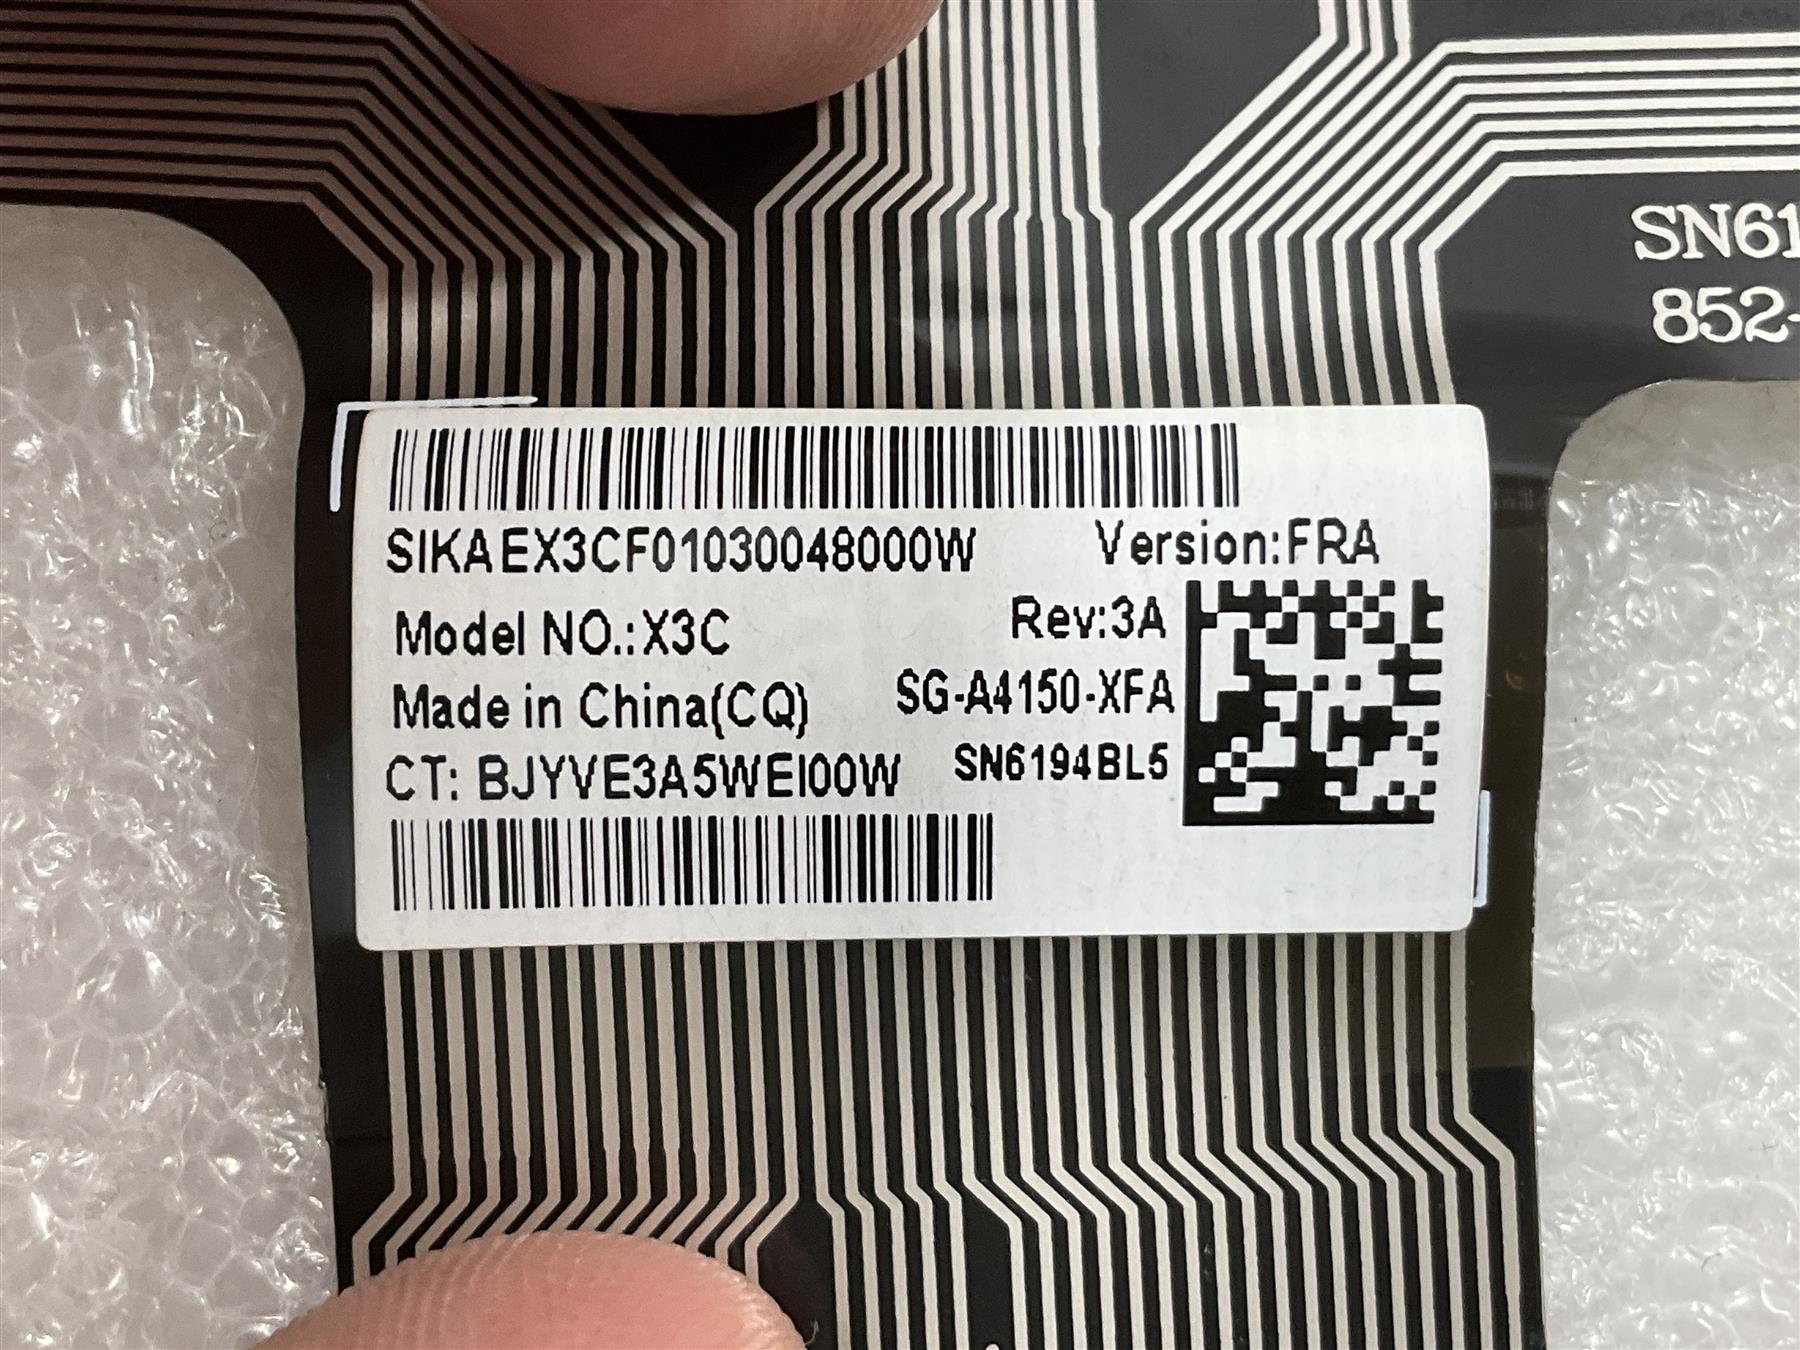 SN61
852-
SIKAEX3CF01030048000W
Version:FRA
Model NO.:X3C
Rev:3A
Made in China(CQ)
SG-A4150-XFA
CT: BJYVE3A5WEI00W
SN6194BL5